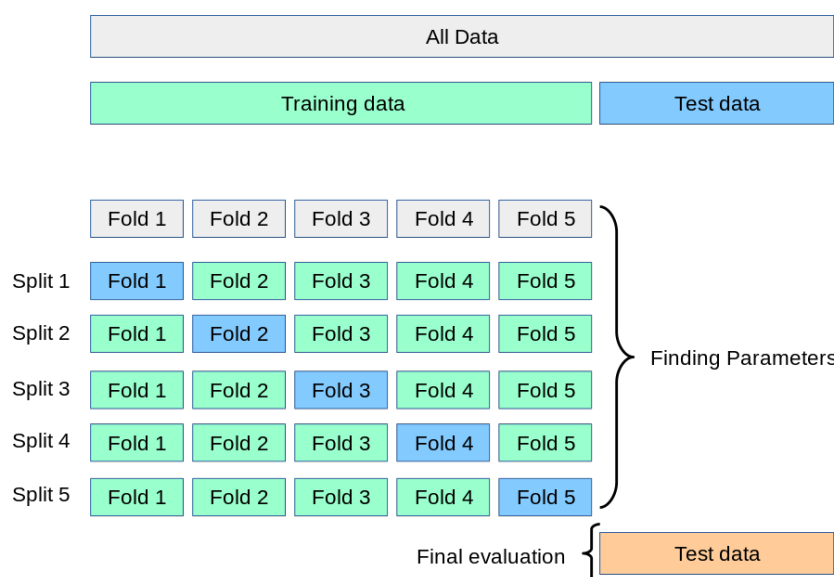 All Data
Training data Test data
Fold 1 Fold 2 Fold 3 Fold 4 Fold 5
Split 1 Fold 1 Fold 2 Fold 3 Fold 4 Fold 5
Split 2 Fold 1 Fold 2 Fold 3 Fold 4 Fold 5
Finding Parameters
Split 3 Fold 1 Fold 2 Fold 3 Fold 4 Fold 5
Split 4 Fold 1 Fold 2 Fold 3 Fold 4 Fold 5
Split 5 Fold 1 Fold 2 Fold 3 Fold 4 Fold 5
Final evaluation Test data